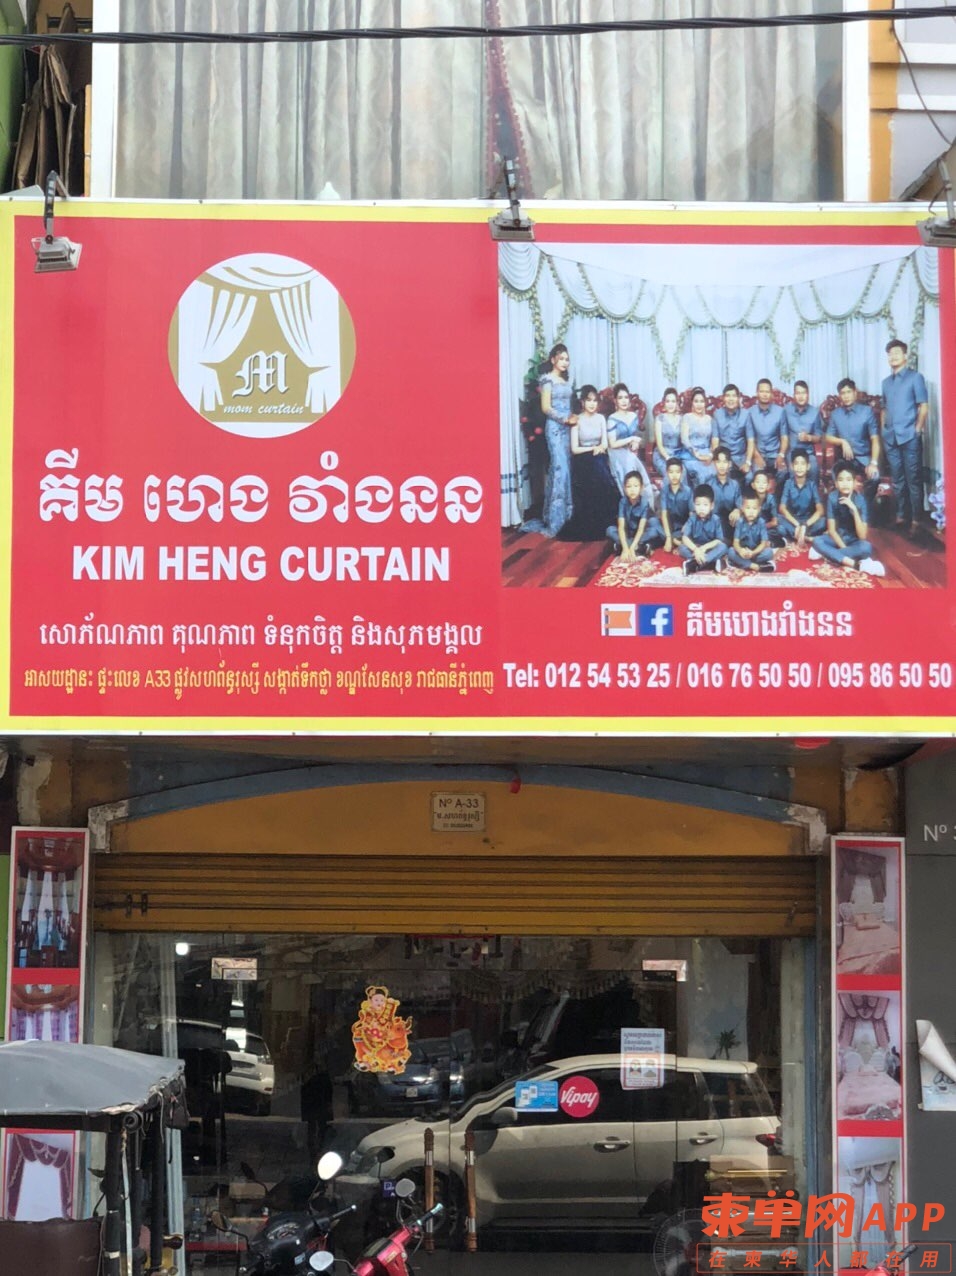 M
mom curtain
គីម ហេង វាំងនន
KIM HENG CURTAIN
សោភ័ណភាព គុណភាព ទំនុកចិត្ត និងសុភមង្គល
អាសយដ្ឋានៈ ផ្ទះលេខ A33 ផ្លូវសហព័ន្ធរុស្ស៊ី សង្កាត់ទឹកថ្លា ខណ្ឌសែនសុខ រាជធានីភ្នំពេញ
f គីមហេងវាំងនន
Tel: 012 54 53 25 / 016 76 50 50 / 095 86 50 50
Nº A-33
Nº
Vipay
柬单网APP
在柬华人都在用